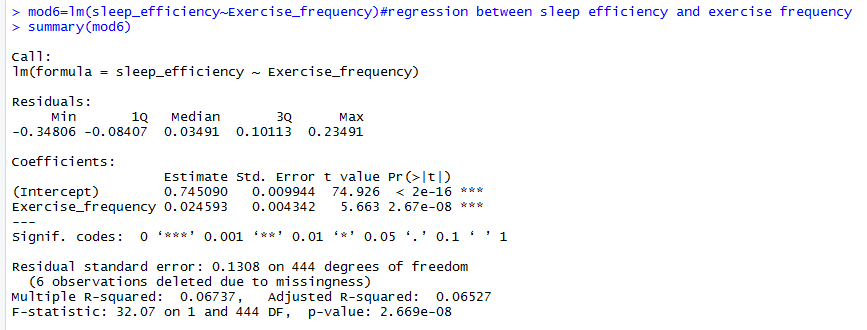 > mod6=lm(sleep_efficiency~Exercise_frequency)#regression between sleep efficiency and exercise frequency
> summary(mod6)
Call:
lm(formula = sleep_efficiency ~ Exercise_frequency)
Residuals:
     Min       1Q   Median       3Q      Max
-0.34806 -0.08407  0.03491  0.10113  0.23491
Coefficients:
                   Estimate Std. Error t value Pr(>|t|)
(Intercept)        0.745090   0.009944  74.926  < 2e-16 ***
Exercise_frequency 0.024593   0.004342   5.663 2.67e-08 ***
---
Signif. codes:  0 ‘***’ 0.001 ‘**’ 0.01 ‘*’ 0.05 ‘.’ 0.1 ‘ ’ 1
Residual standard error: 0.1308 on 444 degrees of freedom
  (6 observations deleted due to missingness)
Multiple R-squared:  0.06737,	Adjusted R-squared:  0.06527
F-statistic: 32.07 on 1 and 444 DF,  p-value: 2.669e-08